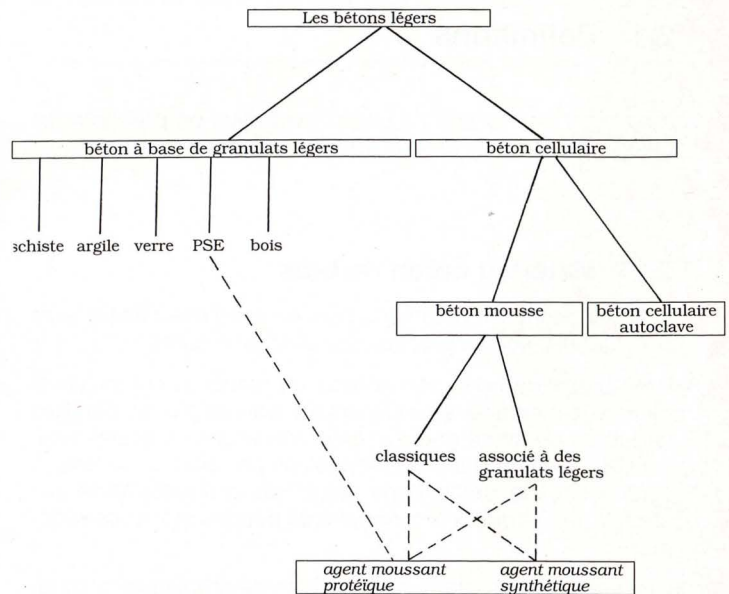 Les bétons légers
béton à base de granulats légers
béton cellulaire
schiste argile verre PSE bois
béton mousse
béton cellulaire
autoclave
classiques
associé à des
granulats légers
agent moussant
protéïque
agent moussant
synthétique